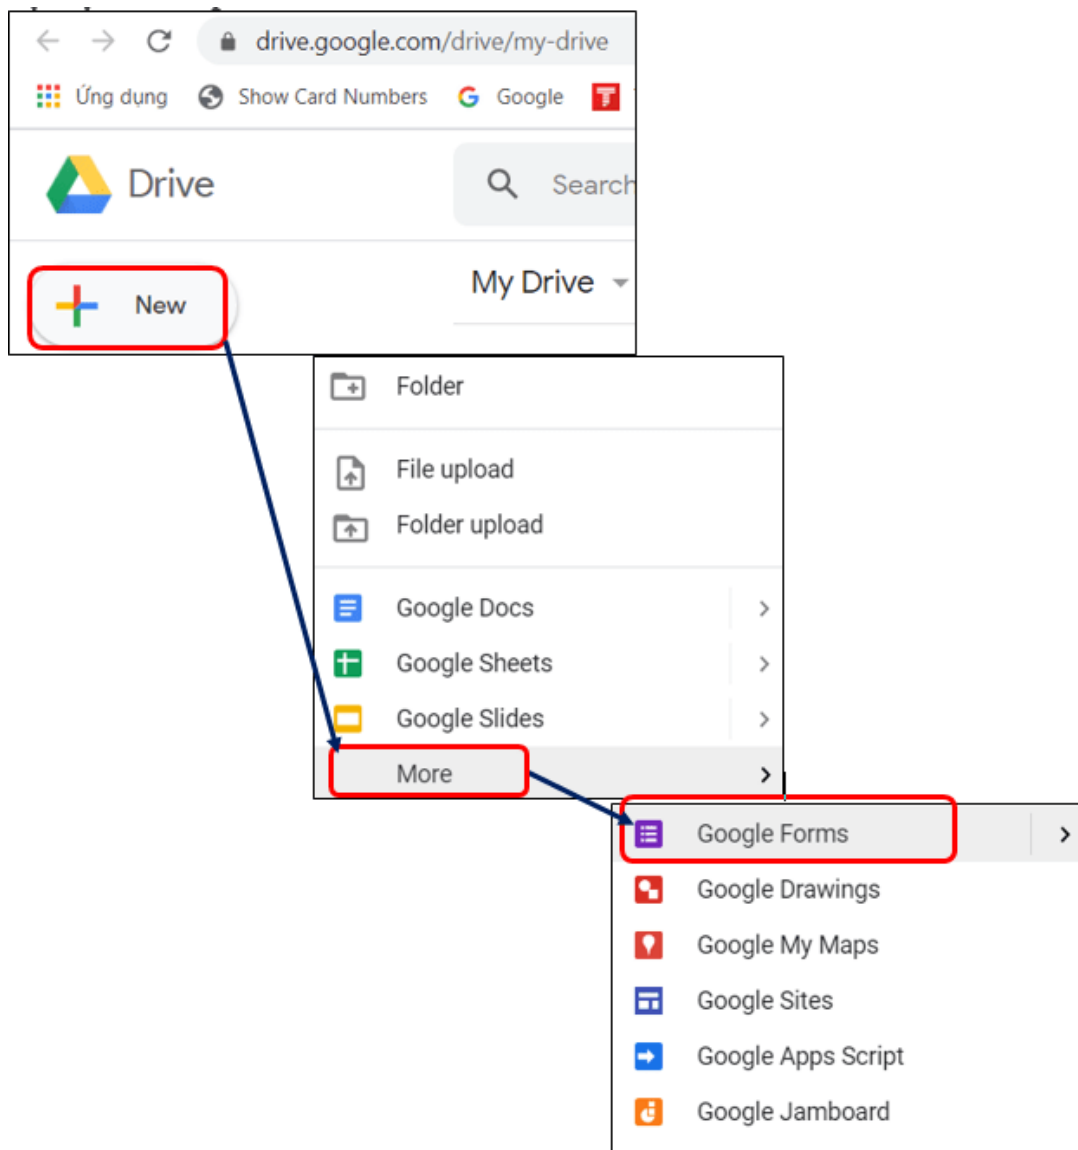 drive.google.com/drive/my-drive
Ứng dụng Show Card Numbers Google
Drive Search
New My Drive
Folder
File upload
Folder upload
Google Docs
Google Sheets
Google Slides
More
Google Forms
Google Drawings
Google My Maps
Google Sites
Google Apps Script
Google Jamboard